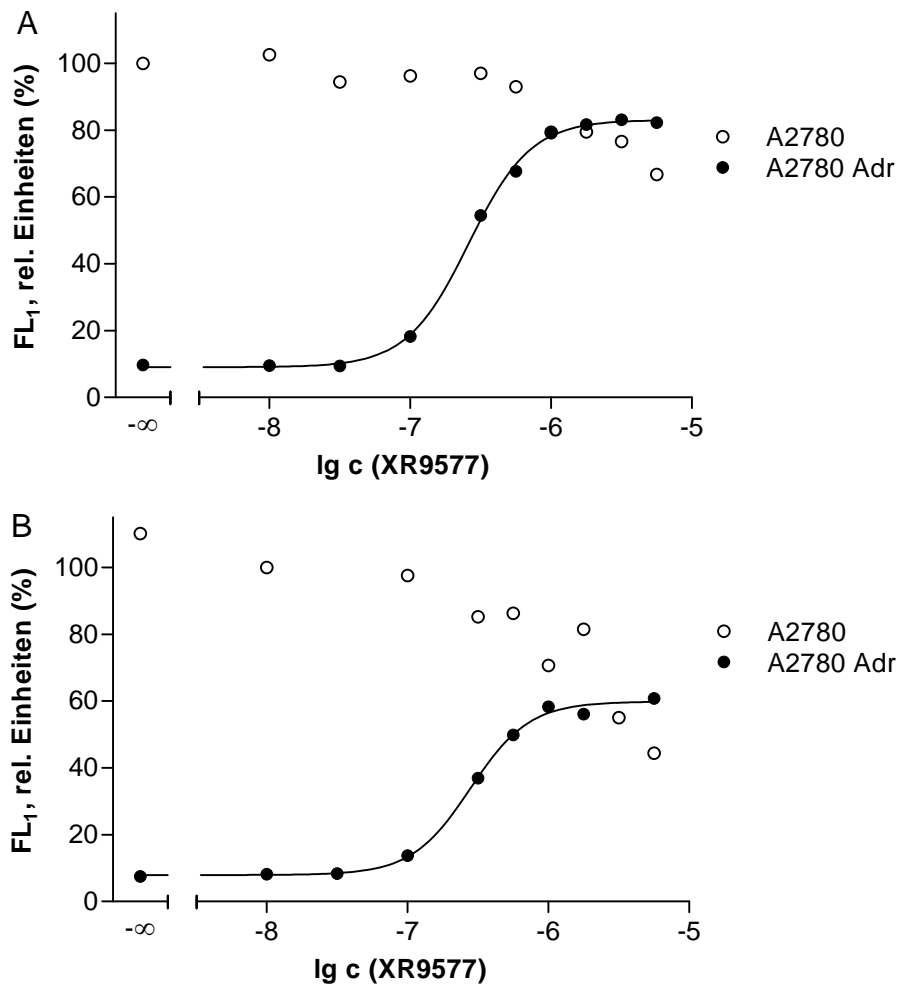 A
FL₁, rel. Einheiten (%)
100
80
60
40
20
0
-∞
-8
-7
-6
-5
lg c (XR9577)
A2780
A2780 Adr
B
FL₁, rel. Einheiten (%)
100
80
60
40
20
0
-∞
-8
-7
-6
-5
lg c (XR9577)
A2780
A2780 Adr